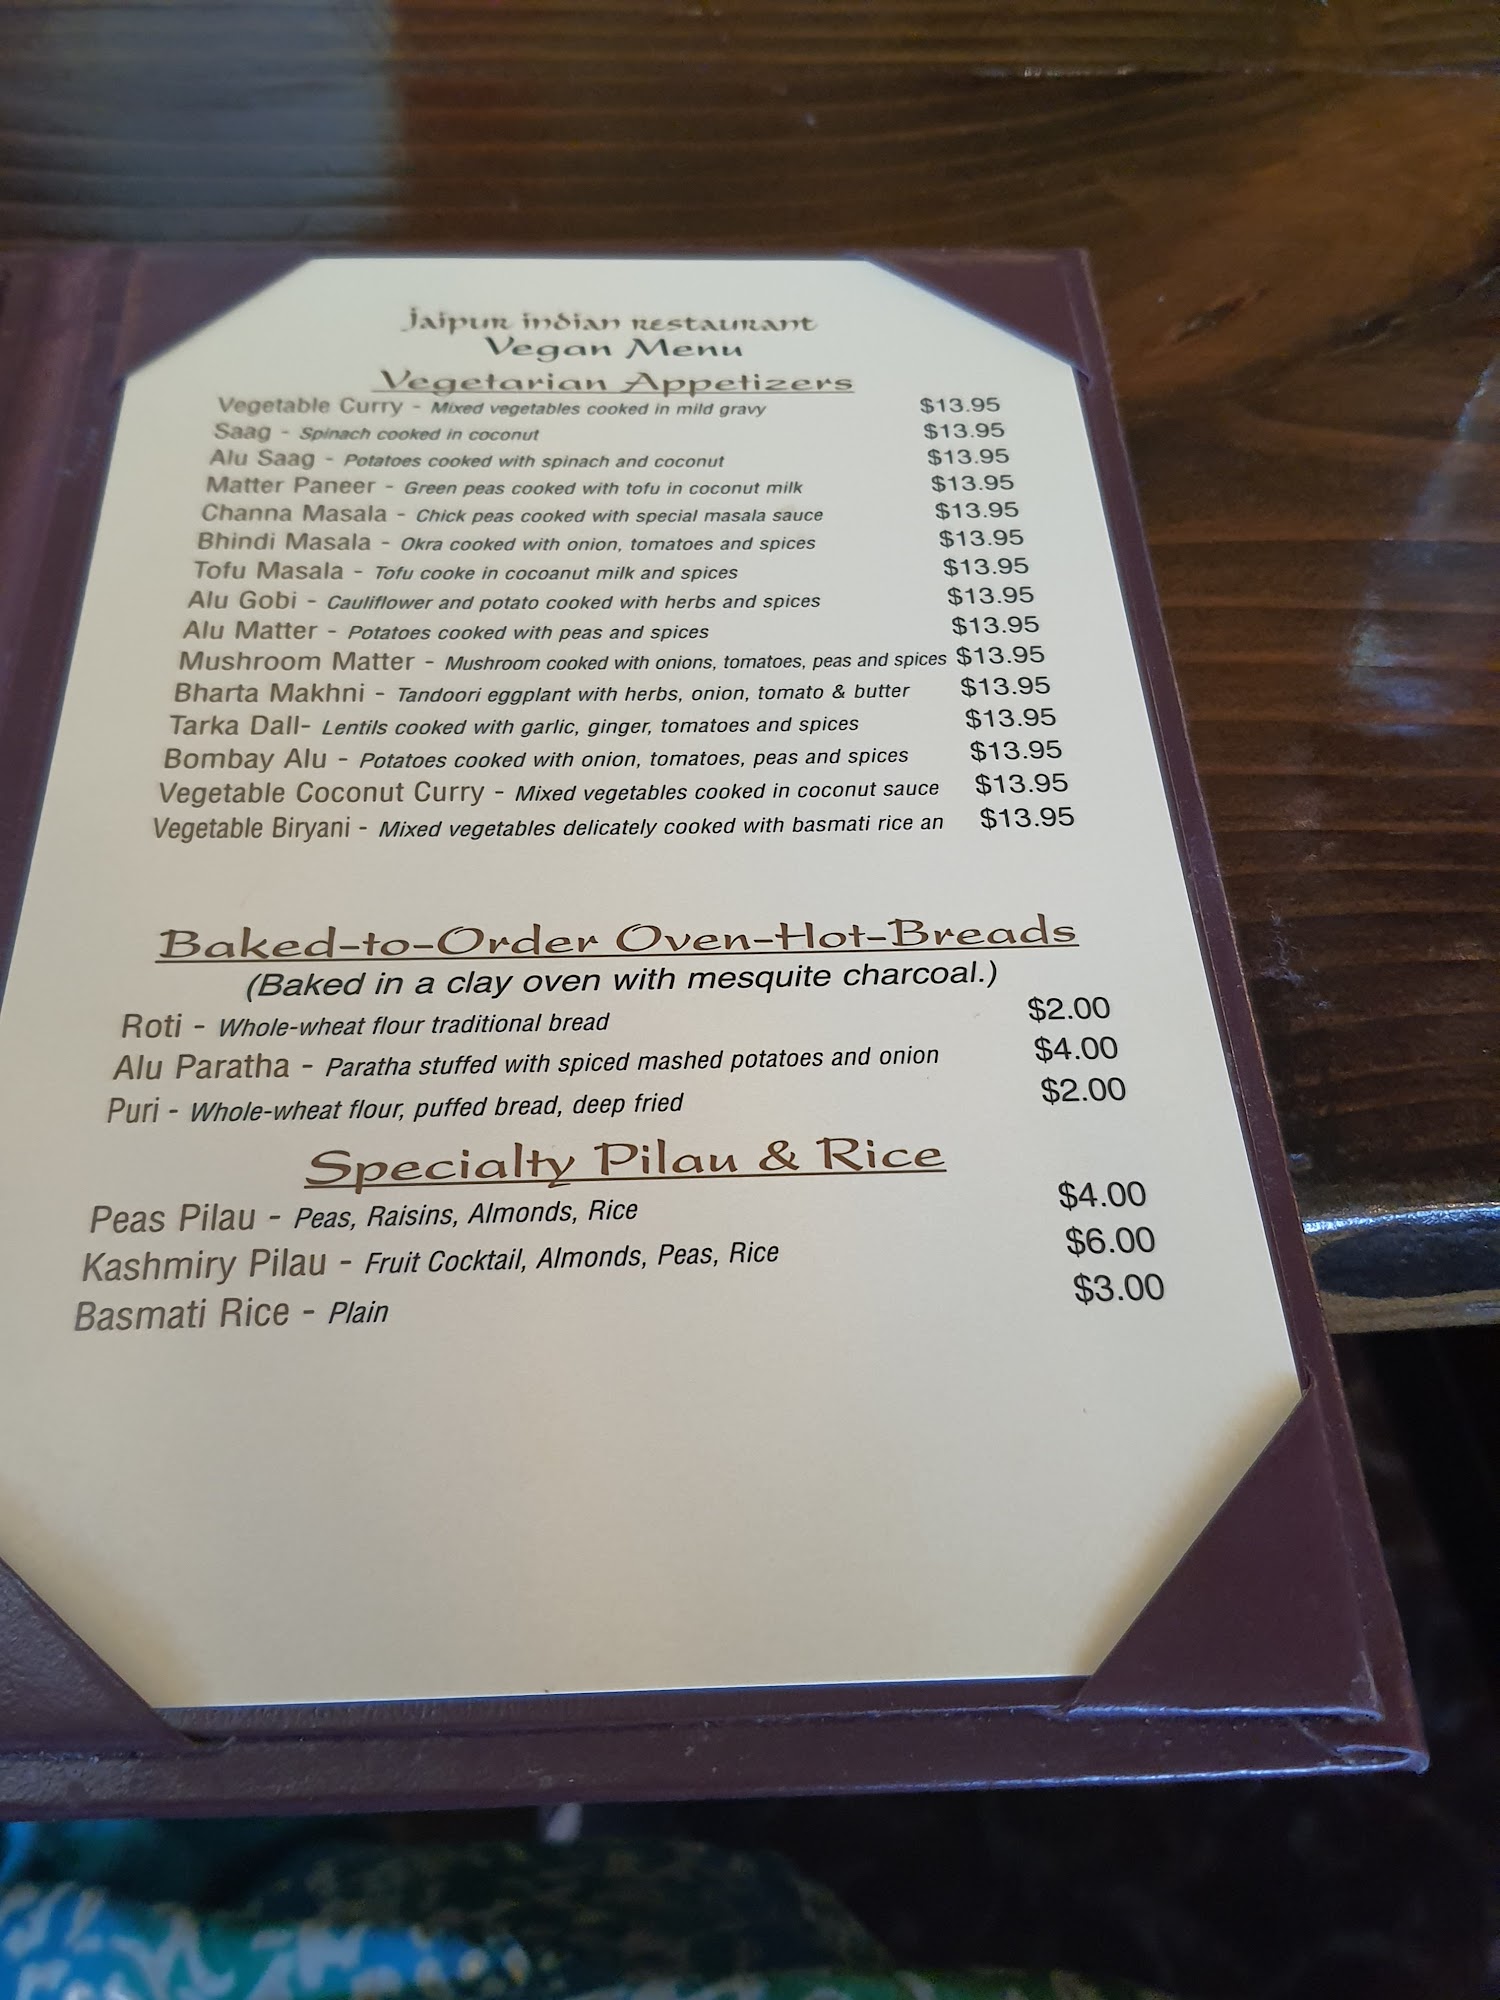 Jaipur Indian Restaurant
Vegan Menu
Vegetarian Appetizers
Vegetable Curry - Mixed vegetables cooked in mild gravy $13.95
Saag - Spinach cooked in coconut $13.95
Alu Saag - Potatoes cooked with spinach and coconut $13.95
Matter Paneer - Green peas cooked with tofu in coconut milk $13.95
Channa Masala - Chick peas cooked with special masala sauce $13.95
Bhindi Masala - Okra cooked with onion, tomatoes and spices $13.95
Tofu Masala - Tofu cooke in cocoanut milk and spices $13.95
Alu Gobi - Cauliflower and potato cooked with herbs and spices $13.95
Alu Matter - Potatoes cooked with peas and spices $13.95
Mushroom Matter - Mushroom cooked with onions, tomatoes, peas and spices $13.95
Bharta Makhni - Tandoori eggplant with herbs, onion, tomato & butter $13.95
Tarka Dall- Lentils cooked with garlic, ginger, tomatoes and spices $13.95
Bombay Alu - Potatoes cooked with onion, tomatoes, peas and spices $13.95
Vegetable Coconut Curry - Mixed vegetables cooked in coconut sauce $13.95
Vegetable Biryani - Mixed vegetables delicately cooked with basmati rice an $13.95
Baked-to-Order Oven-Hot-Breads
(Baked in a clay oven with mesquite charcoal.)
Roti - Whole-wheat flour traditional bread $2.00
Alu Paratha - Paratha stuffed with spiced mashed potatoes and onion $4.00
Puri - Whole-wheat flour, puffed bread, deep fried $2.00
Specialty Pilau & Rice
Peas Pilau - Peas, Raisins, Almonds, Rice $4.00
Kashmiry Pilau - Fruit Cocktail, Almonds, Peas, Rice $6.00
Basmati Rice - Plain $3.00